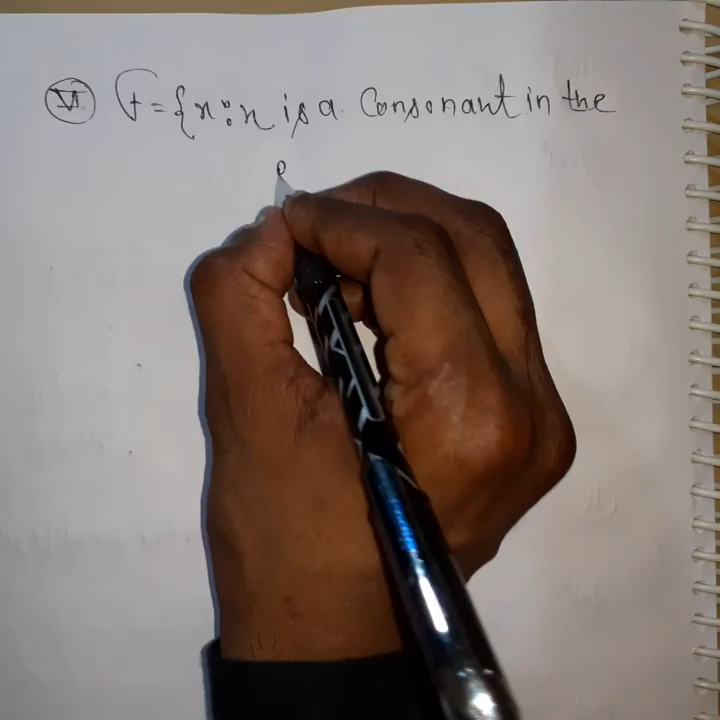 VI F = {x : x is a Consonant in the
e